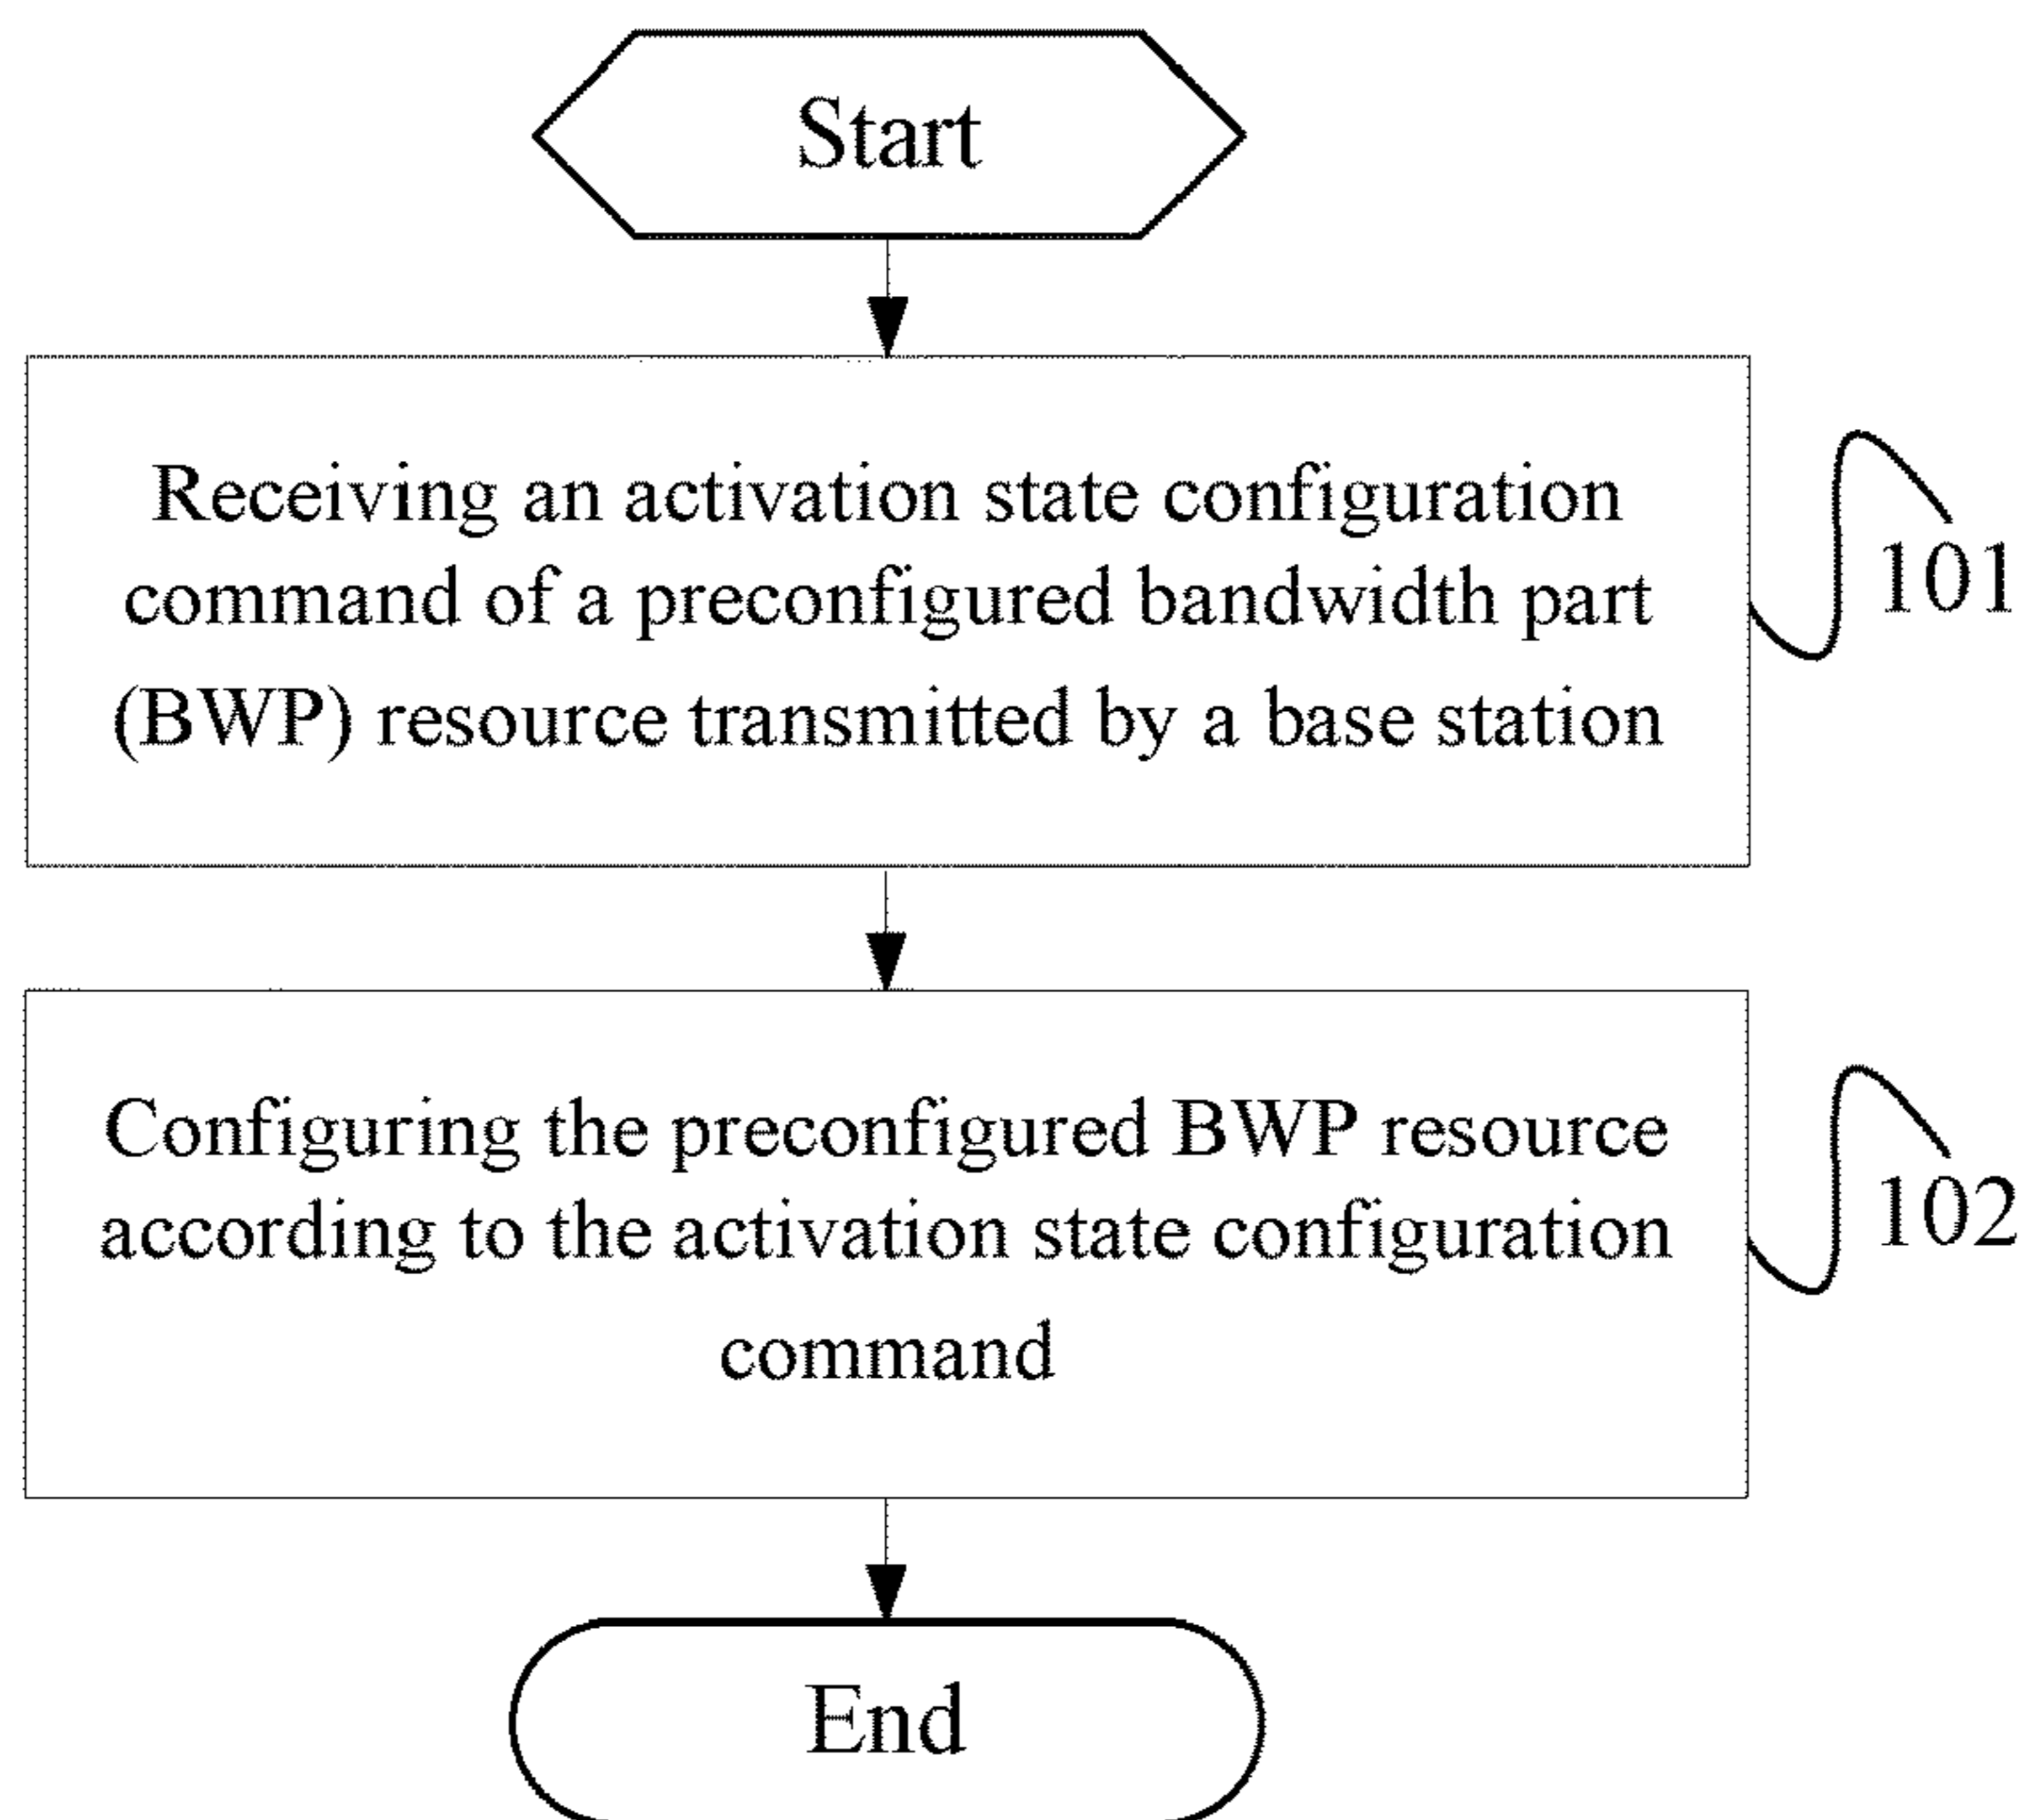 Start
Receiving an activation state configuration
command of a preconfigured bandwidth part
(BWP) resource transmitted by a base station
101
Configuring the preconfigured BWP resource
according to the activation state configuration
command
102
End